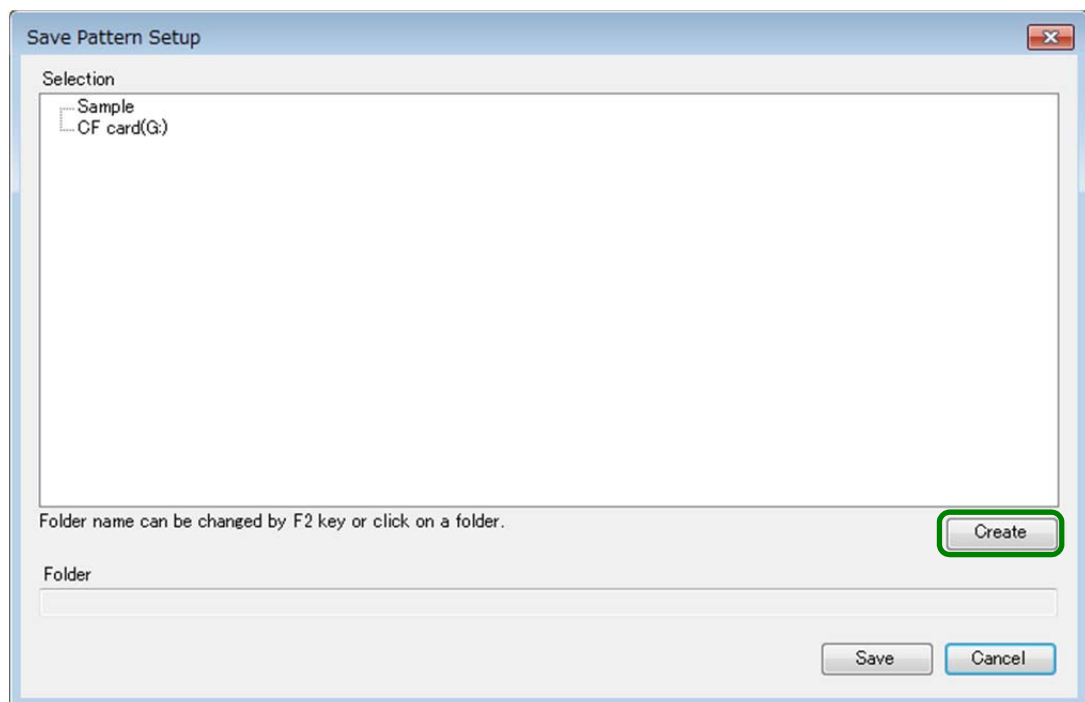 Save Pattern Setup
Selection
Sample
CF card(G:)
Folder name can be changed by F2 key or click on a folder.
Create
Folder
Save Cancel